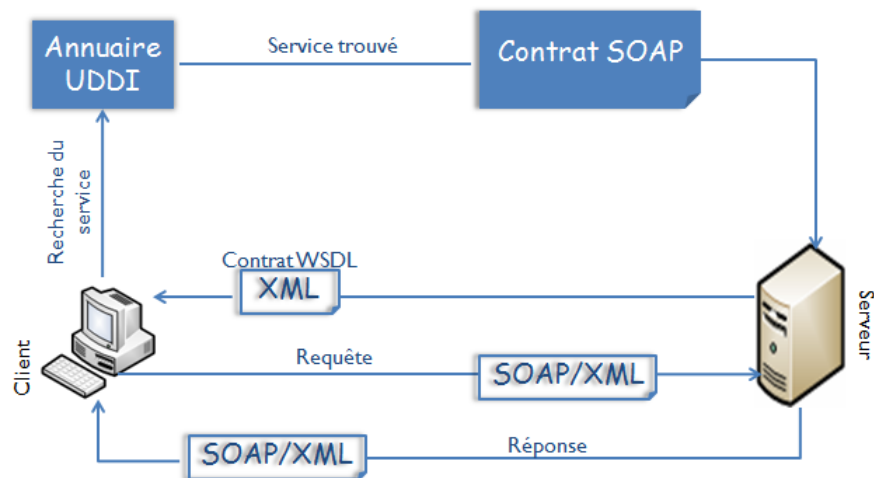 Annuaire
UDDI
Service trouvé
Contrat SOAP
Recherche du
service
Contrat WSDL
XML
Client
Serveur
Requête
SOAP/XML
SOAP/XML
Réponse